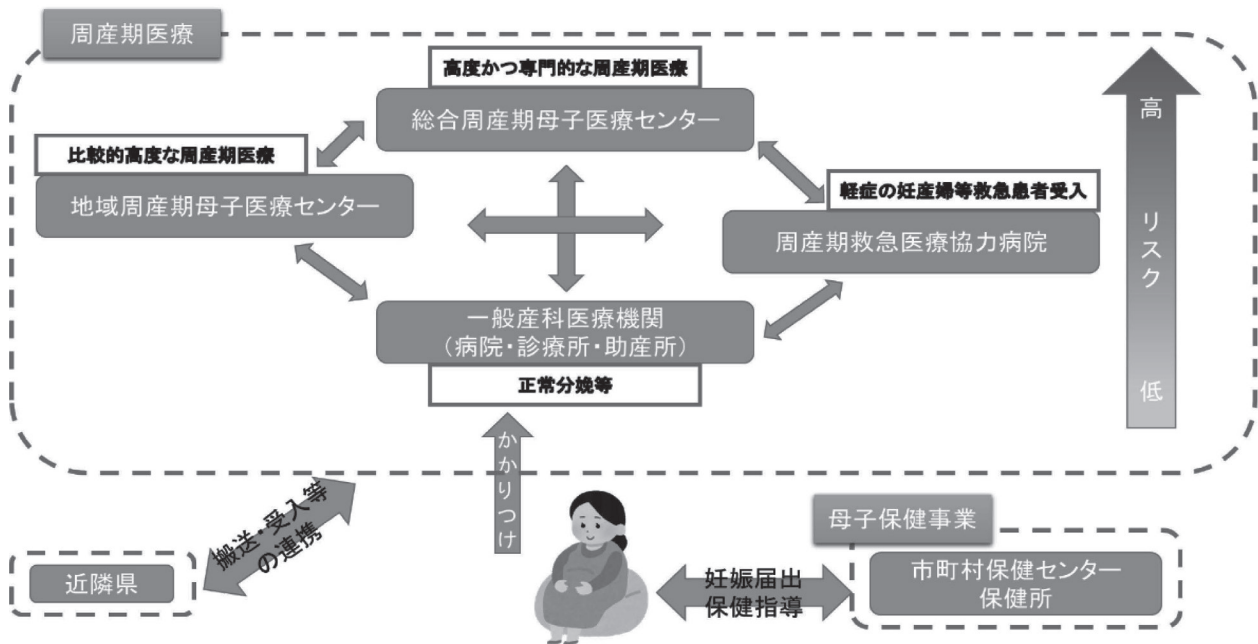 周産期医療
高度かつ専門的な周産期医療
総合周産期母子医療センター
比較的高度な周産期医療
地域周産期母子医療センター
軽症の妊産婦等救急患者受入
周産期救急医療協力病院
一般産科医療機関
（病院・診療所・助産所）
正常分娩等
高
リスク
低
かかりつけ
搬送・受入等
の連携
近隣県
妊娠届出
保健指導
母子保健事業
市町村保健センター
保健所